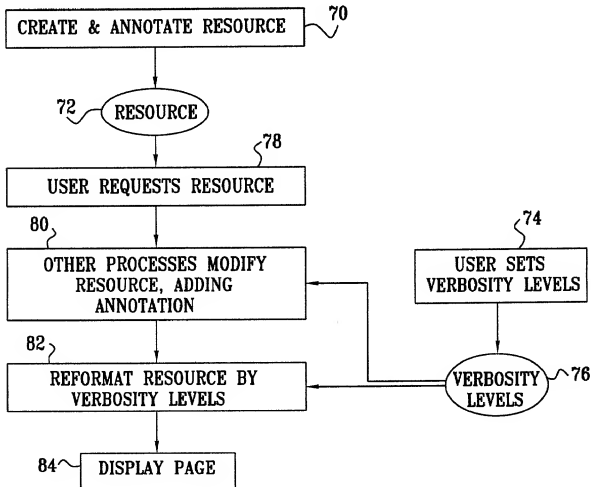 CREATE & ANNOTATE RESOURCE
70
72
RESOURCE
78
USER REQUESTS RESOURCE
80
OTHER PROCESSES MODIFY
RESOURCE, ADDING
ANNOTATION
74
USER SETS
VERBOSITY LEVELS
82
REFORMAT RESOURCE BY
VERBOSITY LEVELS
VERBOSITY
LEVELS
76
84
DISPLAY PAGE